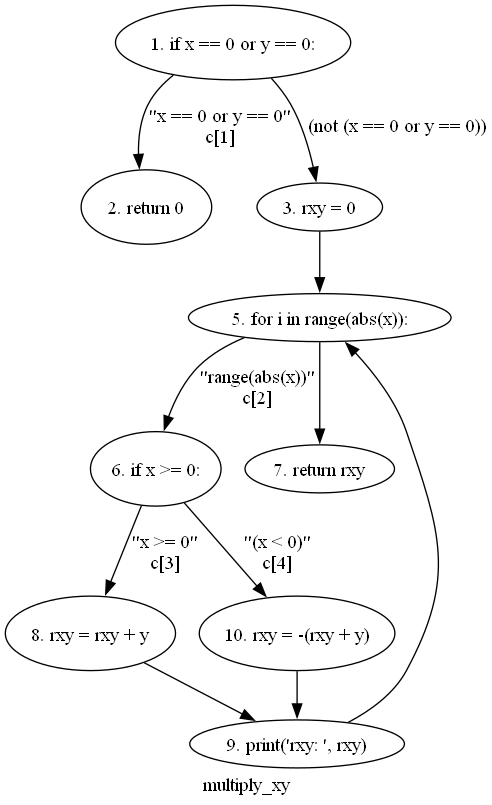 1. if x == 0 or y == 0:
"x == 0 or y == 0"
c[1]
(not (x == 0 or y == 0))
2. return 0
3. rxy = 0
5. for i in range(abs(x)):
"range(abs(x))"
c[2]
6. if x >= 0:
7. return rxy
"x >= 0"
c[3]
"(x < 0)"
c[4]
8. rxy = rxy + y
10. rxy = -(rxy + y)
9. print('rxy: ', rxy)
multiply_xy